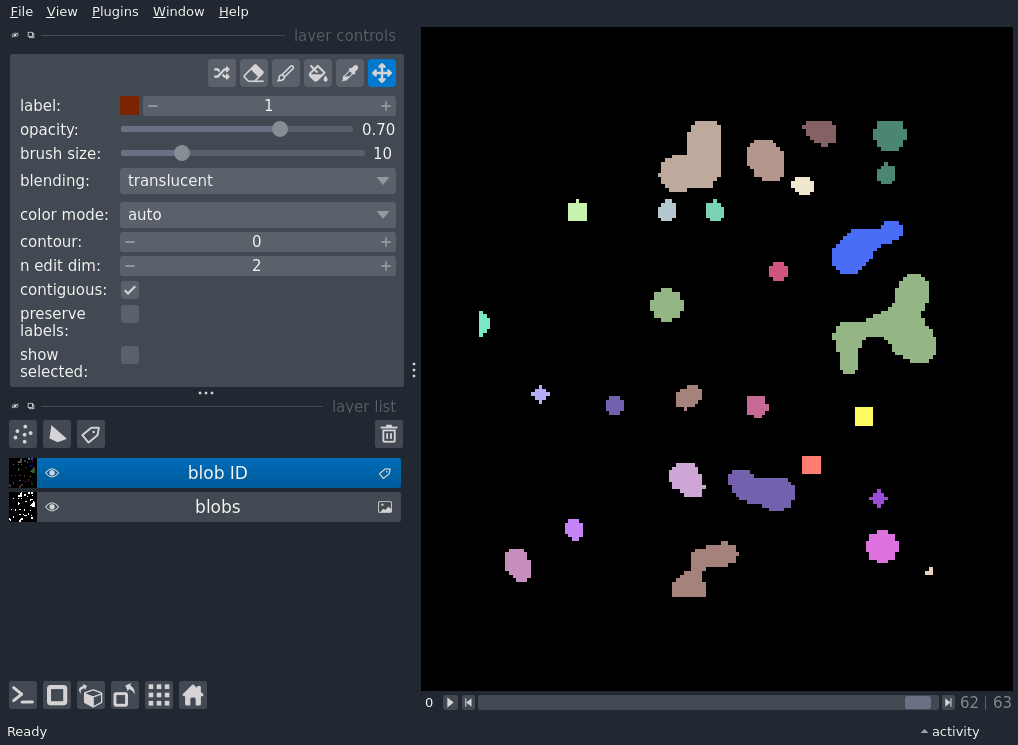 File View Plugins Window Help
layer controls
label: 1
opacity: 0.70
brush size: 10
blending: translucent
color mode: auto
contour: 0
n edit dim: 2
contiguous:
preserve
labels:
show
selected:
layer list
blob ID
blobs
0 62 | 63
Ready activity